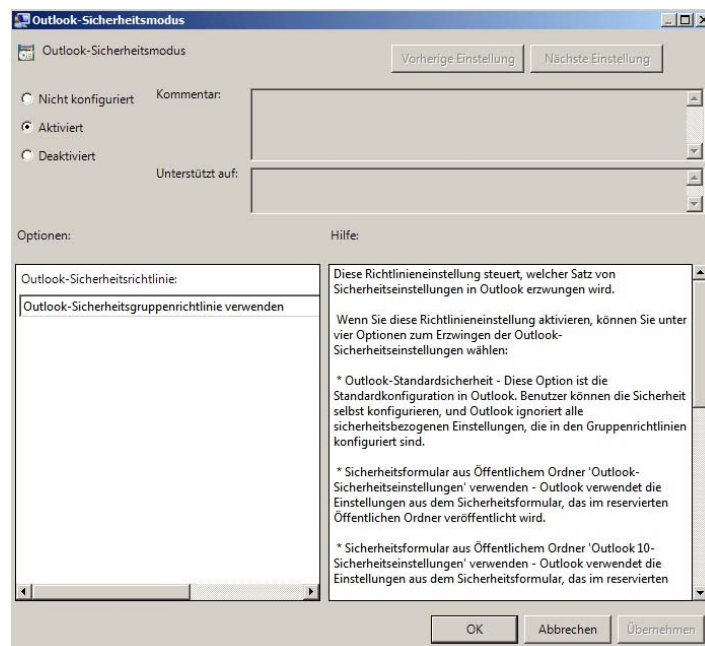 Outlook-Sicherheitsmodus
Outlook-Sicherheitsmodus
Vorherige Einstellung
Nächste Einstellung
Nicht konfiguriert
Kommentar:
Aktiviert
Deaktiviert
Unterstützt auf:
Optionen:
Hilfe:
Outlook-Sicherheitsrichtlinie:
Outlook-Sicherheitsgruppenrichtlinie verwenden
Diese Richtlinieneinstellung steuert, welcher Satz von
Sicherheitseinstellungen in Outlook erzwungen wird.
Wenn Sie diese Richtlinieneinstellung aktivieren, können Sie unter
vier Optionen zum Erzwingen der Outlook-
Sicherheitseinstellungen wählen:
* Outlook-Standardsicherheit - Diese Option ist die
Standardkonfiguration in Outlook. Benutzer können die Sicherheit
selbst konfigurieren, und Outlook ignoriert alle
sicherheitsbezogenen Einstellungen, die in den Gruppenrichtlinien
konfiguriert sind.
* Sicherheitsformular aus Öffentlichem Ordner 'Outlook-
Sicherheitseinstellungen' verwenden - Outlook verwendet die
Einstellungen aus dem Sicherheitsformular, das im reservierten
Öffentlichen Ordner veröffentlicht wird.
* Sicherheitsformular aus Öffentlichem Ordner 'Outlook 10-
Sicherheitseinstellungen' verwenden - Outlook verwendet die
Einstellungen aus dem Sicherheitsformular, das im reservierten
OK
Abbrechen
Übernehmen